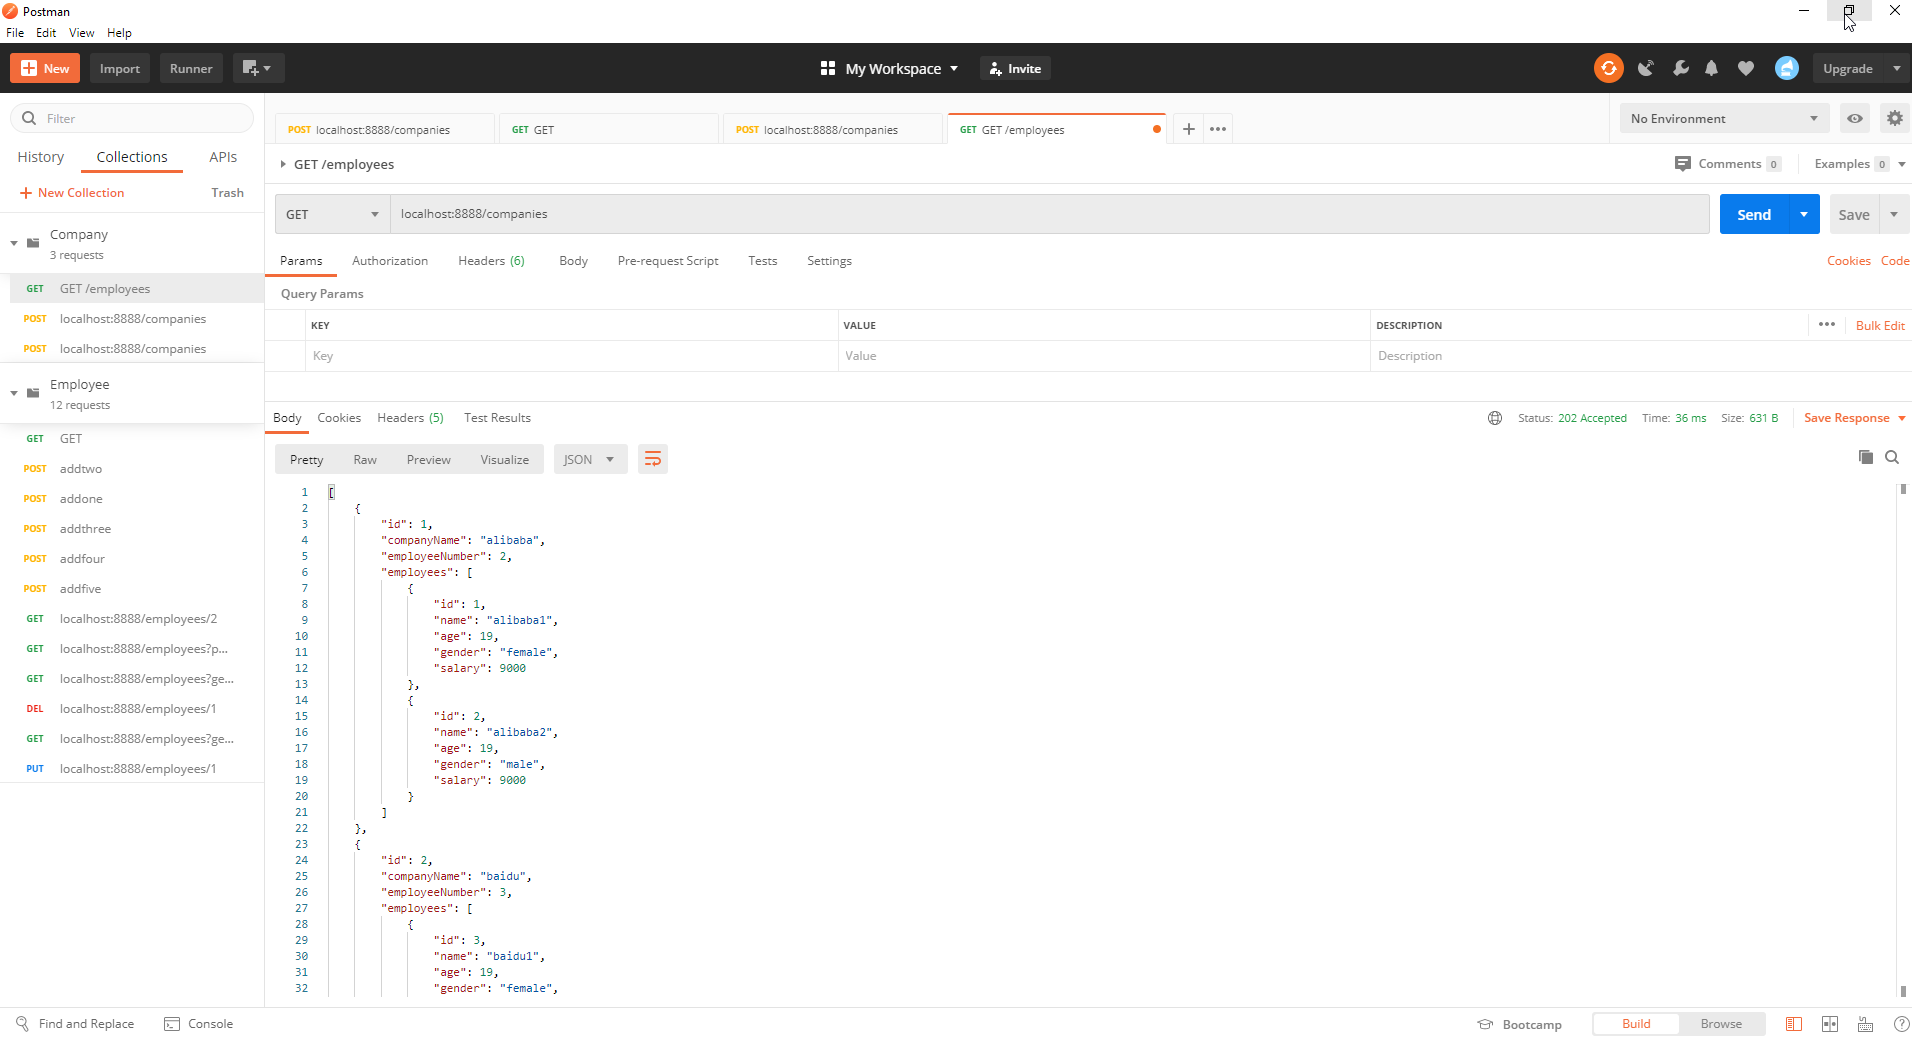 Postman
File Edit View Help
New Import Runner My Workspace Invite Upgrade
Filter
History Collections APIs
New Collection Trash
Company
3 requests
GET GET /employees
POST localhost:8888/companies
POST localhost:8888/companies
Employee
12 requests
GET GET
POST addtwo
POST addone
POST addthree
POST addfour
POST addfive
GET localhost:8888/employees/2
GET localhost:8888/employees?p...
GET localhost:8888/employees?ge...
DEL localhost:8888/employees/1
GET localhost:8888/employees?ge...
PUT localhost:8888/employees/1
POST localhost:8888/companies GET GET POST localhost:8888/companies GET GET /employees + ••• No Environment
GET /employees Comments 0 Examples 0
GET localhost:8888/companies Send Save
Params Authorization Headers (6) Body Pre-request Script Tests Settings Cookies Code
Query Params
KEY VALUE DESCRIPTION ••• Bulk Edit
Key Value Description
Body Cookies Headers (5) Test Results Status: 202 Accepted Time: 36 ms Size: 631 B Save Response
Pretty Raw Preview Visualize JSON
1 [
2 {
3 "id": 1,
4 "companyName": "alibaba",
5 "employeeNumber": 2,
6 "employees": [
7 {
8 "id": 1,
9 "name": "alibaba1",
10 "age": 19,
11 "gender": "female",
12 "salary": 9000
13 },
14 {
15 "id": 2,
16 "name": "alibaba2",
17 "age": 19,
18 "gender": "male",
19 "salary": 9000
20 }
21 ]
22 },
23 {
24 "id": 2,
25 "companyName": "baidu",
26 "employeeNumber": 3,
27 "employees": [
28 {
29 "id": 3,
30 "name": "baidu1",
31 "age": 19,
32 "gender": "female",
Find and Replace Console Bootcamp Build Browse